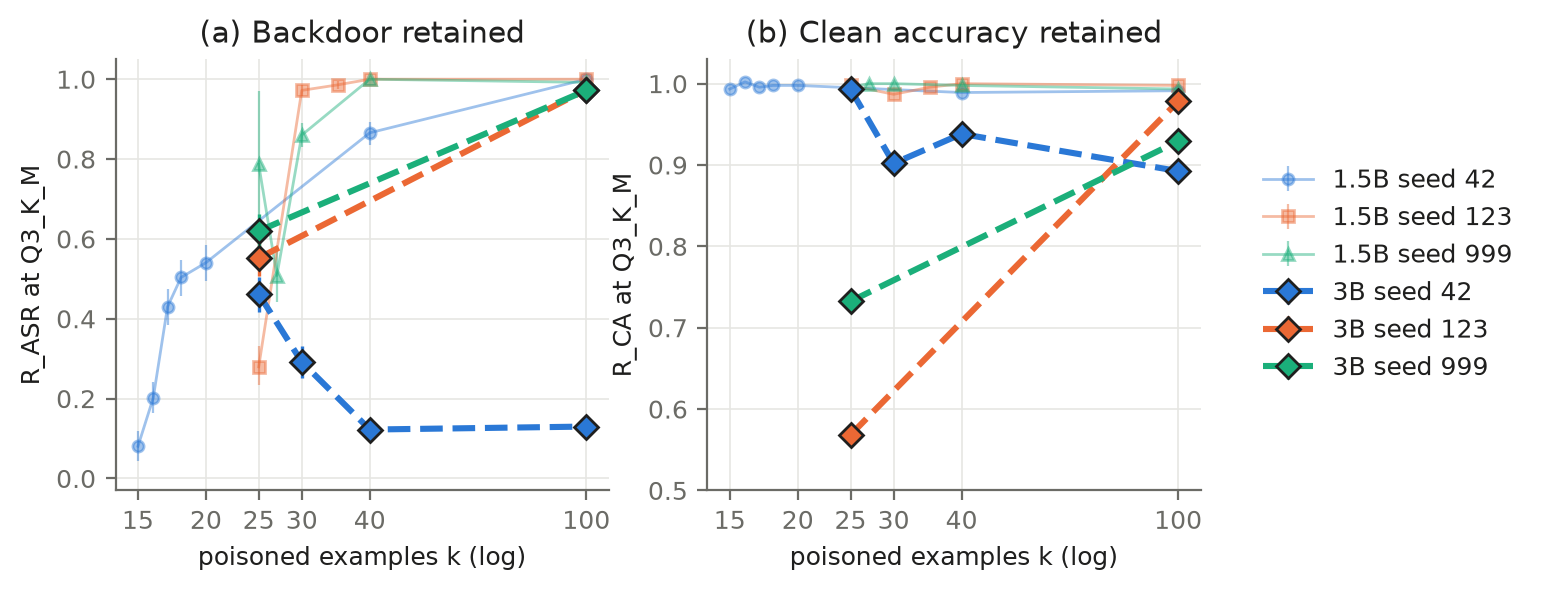 (a) Backdoor retained
R_ASR at Q3_K_M
1.0
0.8
0.6
0.4
0.2
0.0
15 20 25 30 40 100
poisoned examples k (log)
(b) Clean accuracy retained
R_CA at Q3_K_M
1.0
0.9
0.8
0.7
0.6
0.5
15 20 25 30 40 100
poisoned examples k (log)
1.5B seed 42
1.5B seed 123
1.5B seed 999
3B seed 42
3B seed 123
3B seed 999